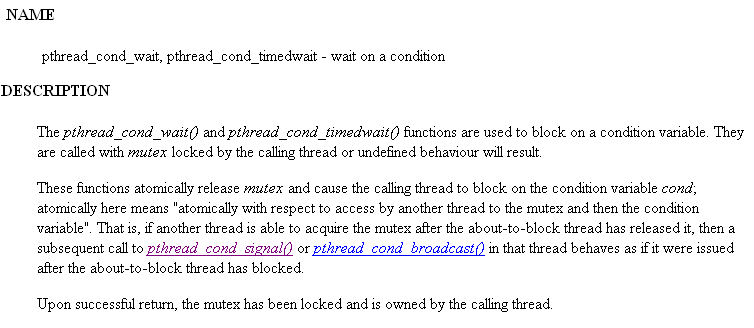 NAME
pthread_cond_wait, pthread_cond_timedwait - wait on a condition
DESCRIPTION
The pthread_cond_wait() and pthread_cond_timedwait() functions are used to block on a condition variable. They
are called with mutex locked by the calling thread or undefined behaviour will result.
These functions atomically release mutex and cause the calling thread to block on the condition variable cond;
atomically here means "atomically with respect to access by another thread to the mutex and then the condition
variable". That is, if another thread is able to acquire the mutex after the about-to-block thread has released it, then a
subsequent call to pthread_cond_signal() or pthread_cond_broadcast() in that thread behaves as if it were issued
after the about-to-block thread has blocked.
Upon successful return, the mutex has been locked and is owned by the calling thread.